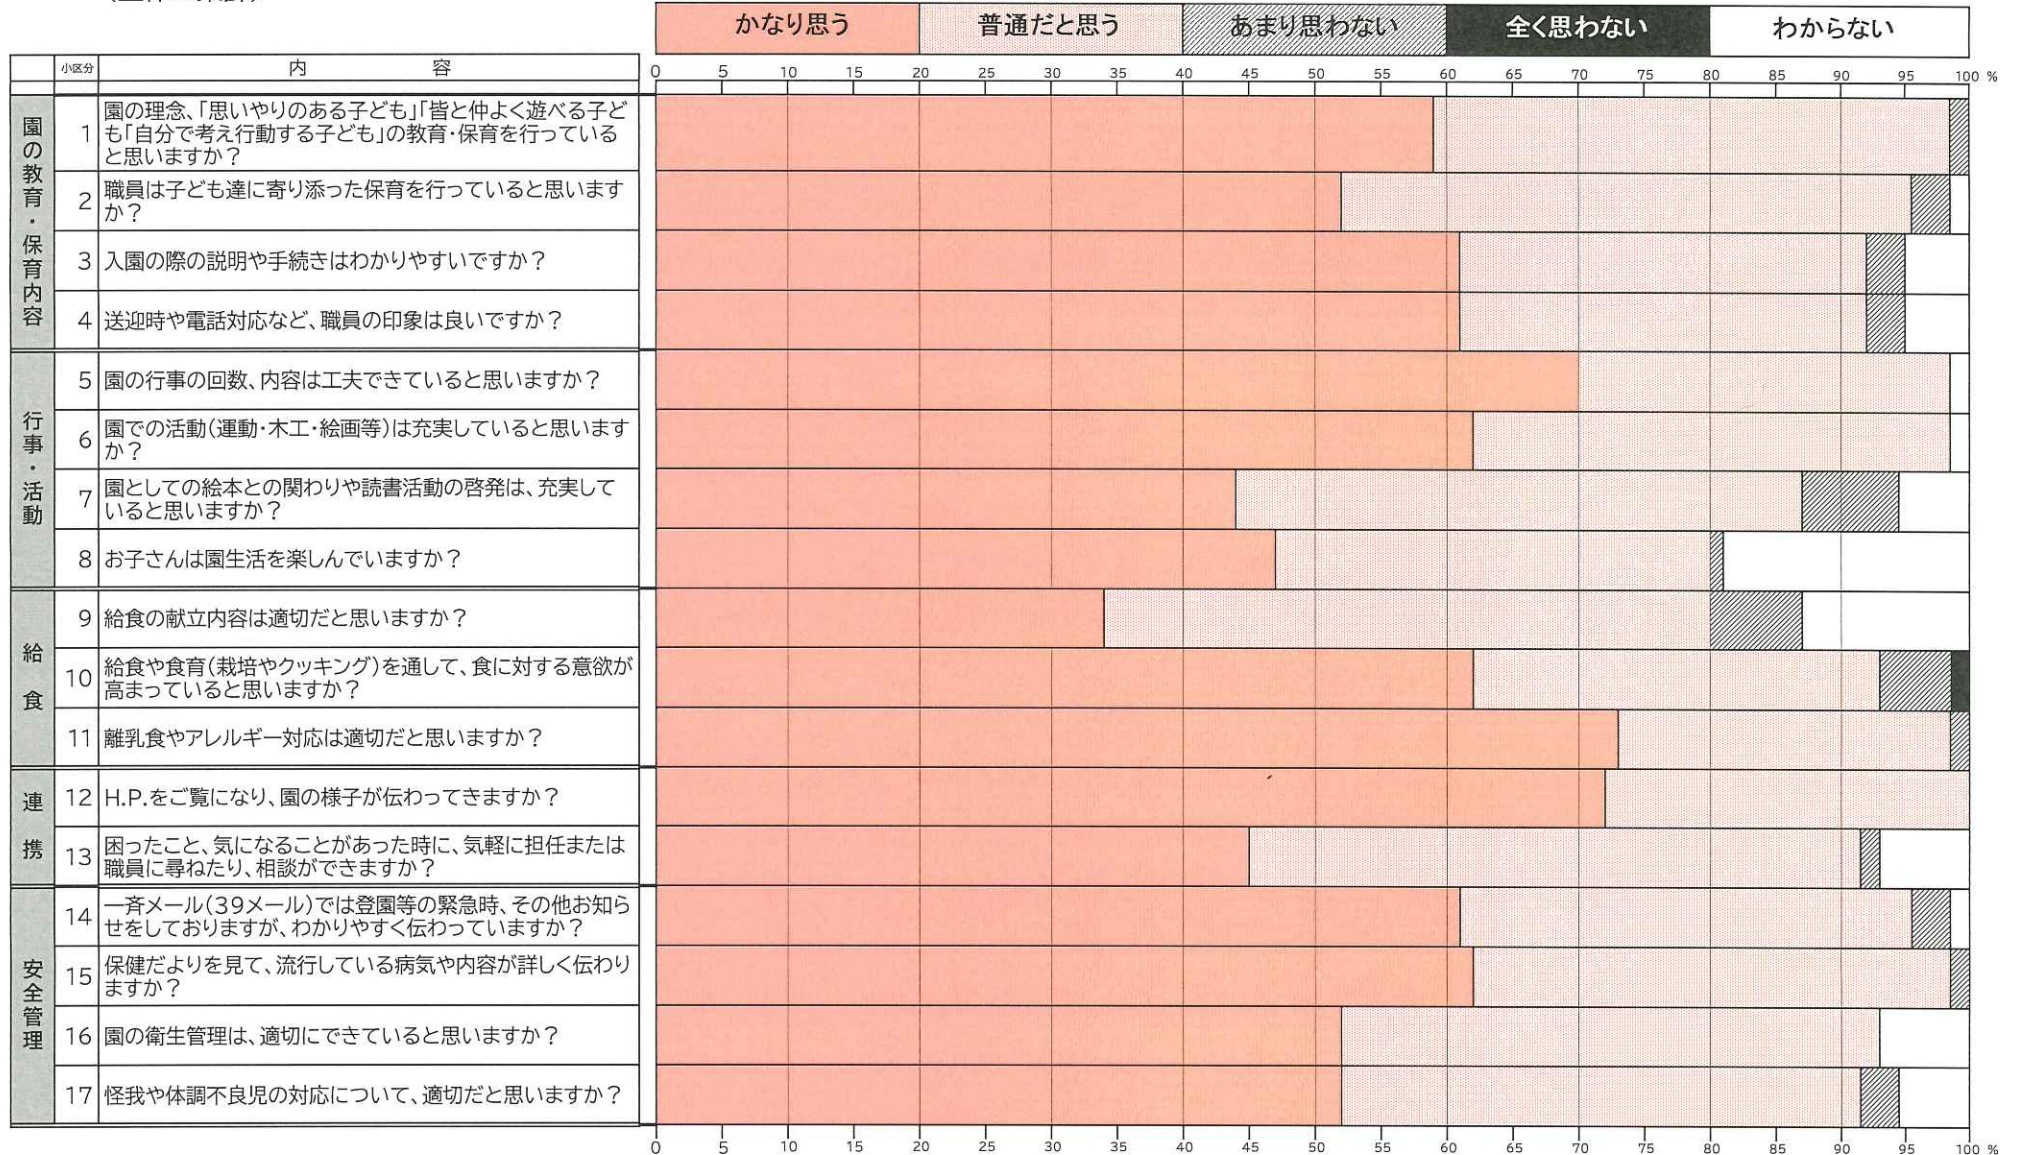 かなり思う 普通だと思う あまり思わない 全く思わない わからない
小区分 内 容
0 5 10 15 20 25 30 35 40 45 50 55 60 65 70 75 80 85 90 95 100 %
園の教育・保育内容
1 園の理念、「思いやりのある子ども」「皆と仲よく遊べる子ど
も「自分で考え行動する子ども」の教育・保育を行っている
と思いますか？
2 職員は子ども達に寄り添った保育を行っていると思います
か？
3 入園の際の説明や手続きはわかりやすいですか？
4 送迎時や電話対応など、職員の印象は良いですか？
行事・活動
5 園の行事の回数、内容は工夫できていると思いますか？
6 園での活動（運動・木工・絵画等）は充実していると思います
か？
7 園としての絵本との関わりや読書活動の啓発は、充実して
いると思いますか？
8 お子さんは園生活を楽しんでいますか？
給食
9 給食の献立内容は適切だと思いますか？
10 給食や食育（栽培やクッキング）を通して、食に対する意欲が
高まっていると思いますか？
11 離乳食やアレルギー対応は適切だと思いますか？
連携
12 H.P.をご覧になり、園の様子が伝わってきますか？
13 困ったこと、気になることがあった時に、気軽に担任または
職員に尋ねたり、相談ができますか？
安全管理
14 一斉メール（39メール）では登園等の緊急時、その他お知ら
せをしておりますが、わかりやすく伝わっていますか？
15 保健だよりを見て、流行している病気や内容が詳しく伝わり
ますか？
16 園の衛生管理は、適切にできていると思いますか？
17 怪我や体調不良児の対応について、適切だと思いますか？
0 5 10 15 20 25 30 35 40 45 50 55 60 65 70 75 80 85 90 95 100 %